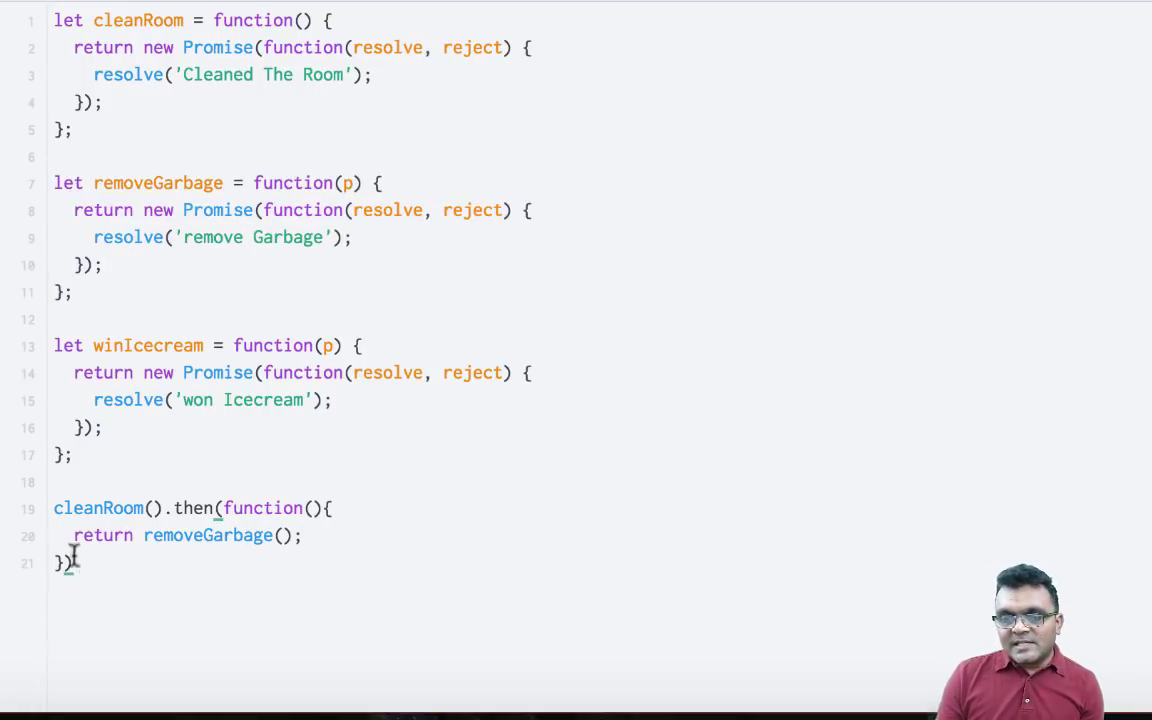 1 let cleanRoom = function() {
2 return new Promise(function(resolve, reject) {
3 resolve('Cleaned The Room');
4 });
5 };
6
7 let removeGarbage = function(p) {
8 return new Promise(function(resolve, reject) {
9 resolve('remove Garbage');
10 });
11 };
12
13 let winIcecream = function(p) {
14 return new Promise(function(resolve, reject) {
15 resolve('won Icecream');
16 });
17 };
18
19 cleanRoom().then(function(){
20 return removeGarbage();
21 })